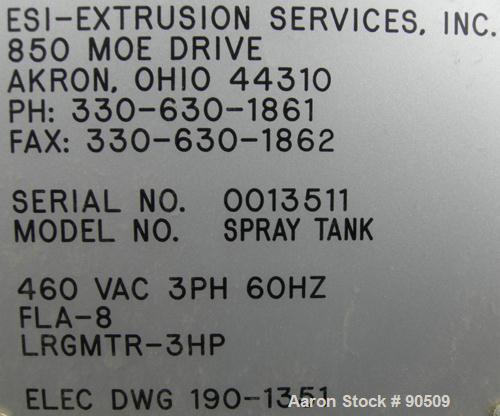 ESI-EXTRUSION SERVICES, INC.
850 MOE DRIVE
AKRON, OHIO 44310
PH: 330-630-1861
FAX: 330-630-1862
SERIAL NO. 0013511
MODEL NO. SPRAY TANK
460 VAC 3PH 60HZ
FLA-8
LRGMTR-3HP
ELEC DWG 190-1351
Aaron Stock # 90509